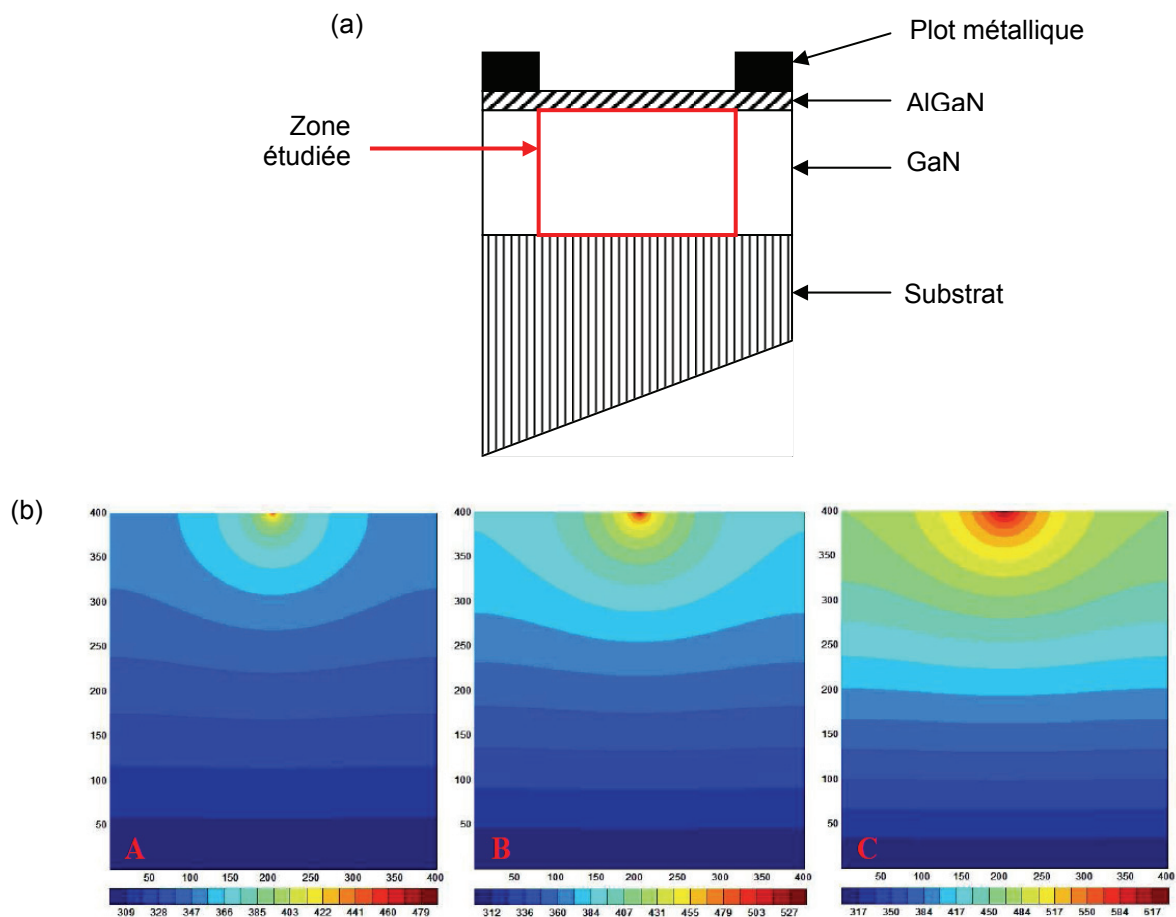 (a)
Plot métallique
AlGaN
Zone
étudiée
GaN
Substrat
(b)
400
350
300
250
200
150
100
50
A
50 100 150 200 250 300 350 400
309 328 347 366 385 403 422 441 460 479
400
350
300
250
200
150
100
50
B
50 100 150 200 250 300 350 400
312 336 360 384 407 431 455 479 503 527
400
350
300
250
200
150
100
50
C
50 100 150 200 250 300 350 400
317 350 384 417 450 484 517 550 584 617